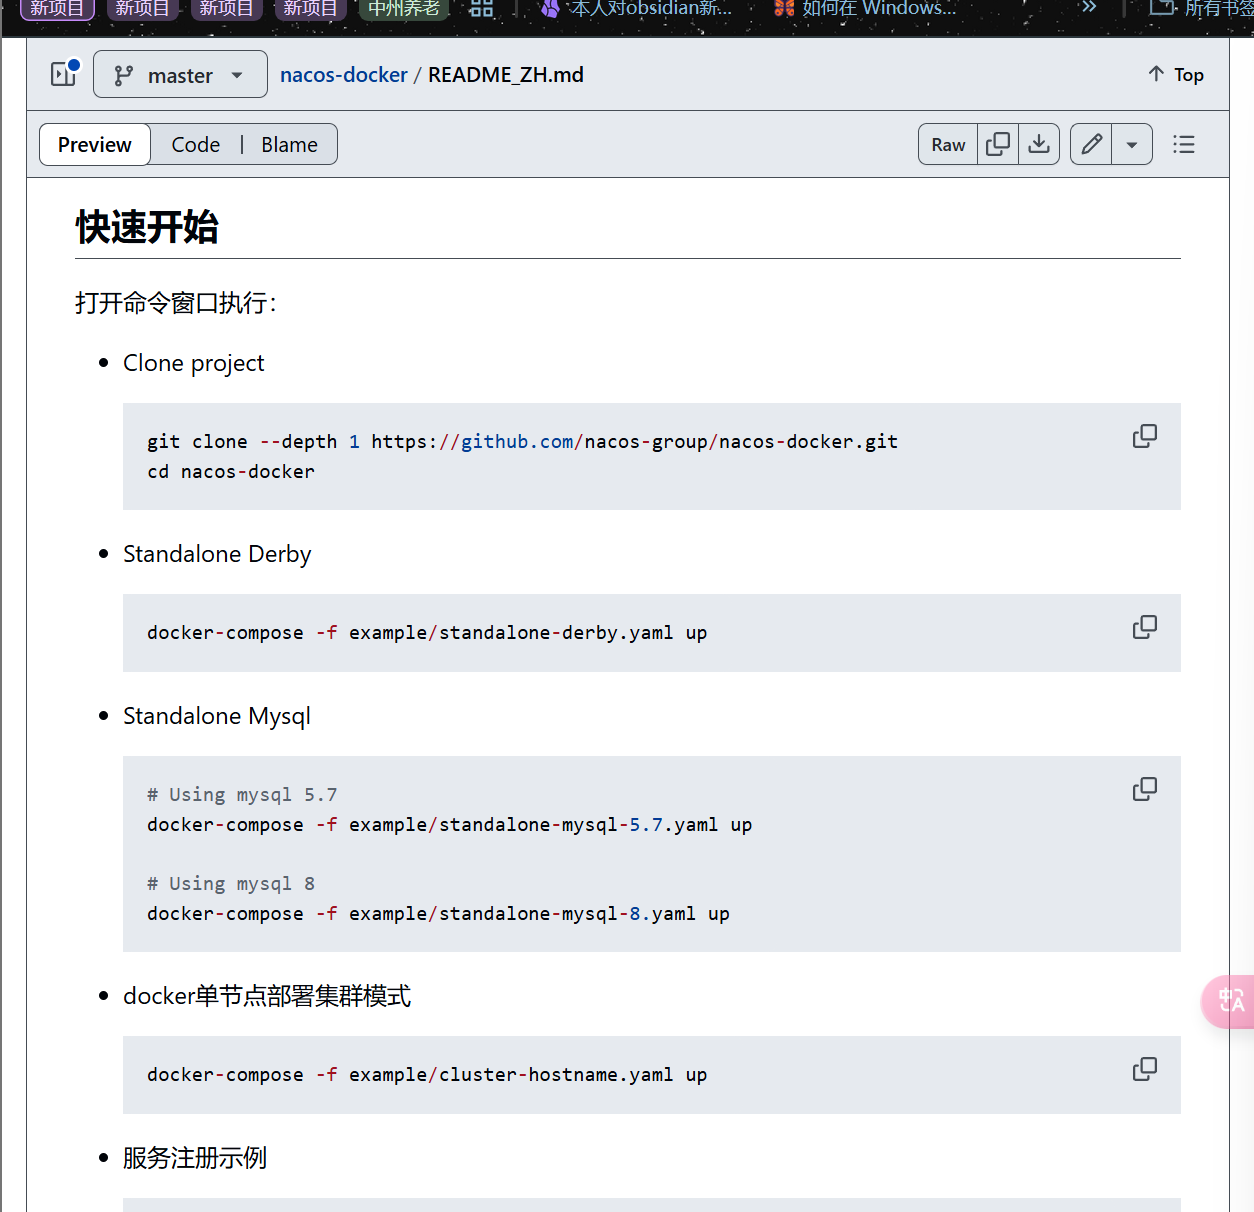 新项目 新项目 新项目 新项目 中州养老 本人对obsidian新... 如何在 Windows... » 所有书签
master nacos-docker / README_ZH.md Top
Preview Code | Blame Raw
快速开始
打开命令窗口执行：
Clone project
git clone --depth 1 https://github.com/nacos-group/nacos-docker.git
cd nacos-docker
Standalone Derby
docker-compose -f example/standalone-derby.yaml up
Standalone Mysql
# Using mysql 5.7
docker-compose -f example/standalone-mysql-5.7.yaml up
# Using mysql 8
docker-compose -f example/standalone-mysql-8.yaml up
docker单节点部署集群模式
docker-compose -f example/cluster-hostname.yaml up
服务注册示例